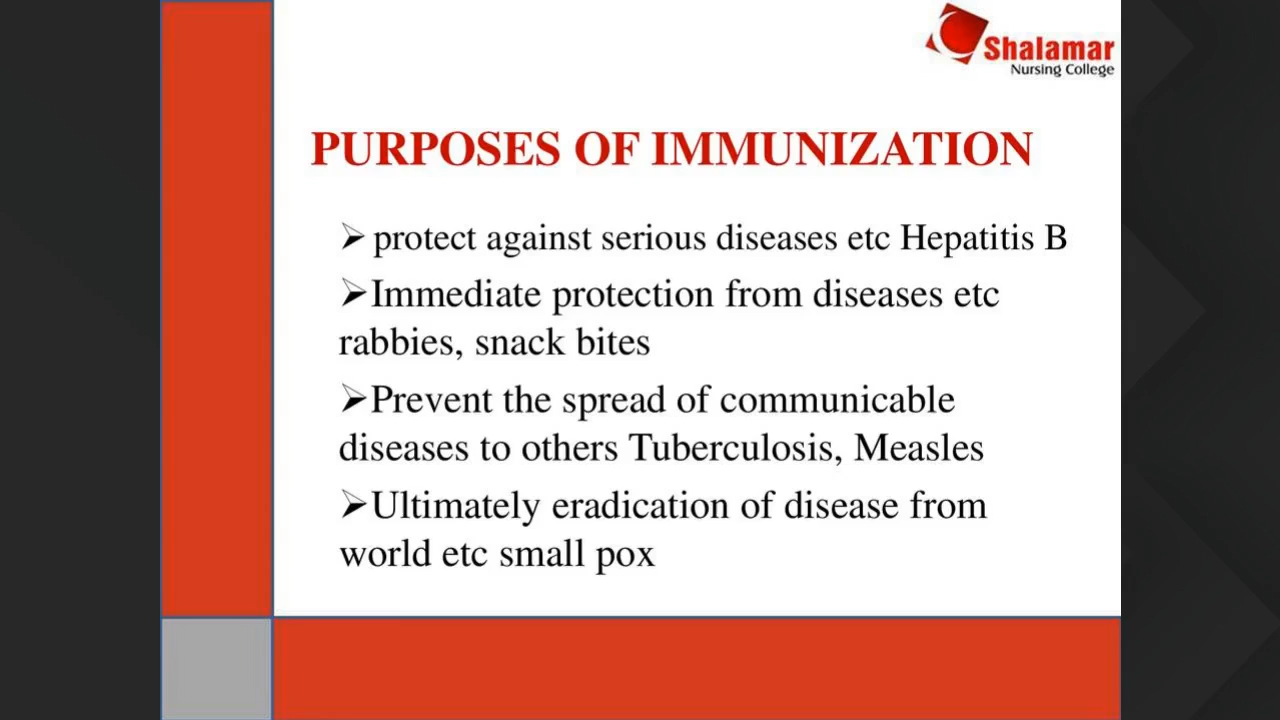 Shalamar
Nursing College
PURPOSES OF IMMUNIZATION
➢ protect against serious diseases etc Hepatitis B
➢Immediate protection from diseases etc
rabbies, snack bites
➢Prevent the spread of communicable
diseases to others Tuberculosis, Measles
➢Ultimately eradication of disease from
world etc small pox